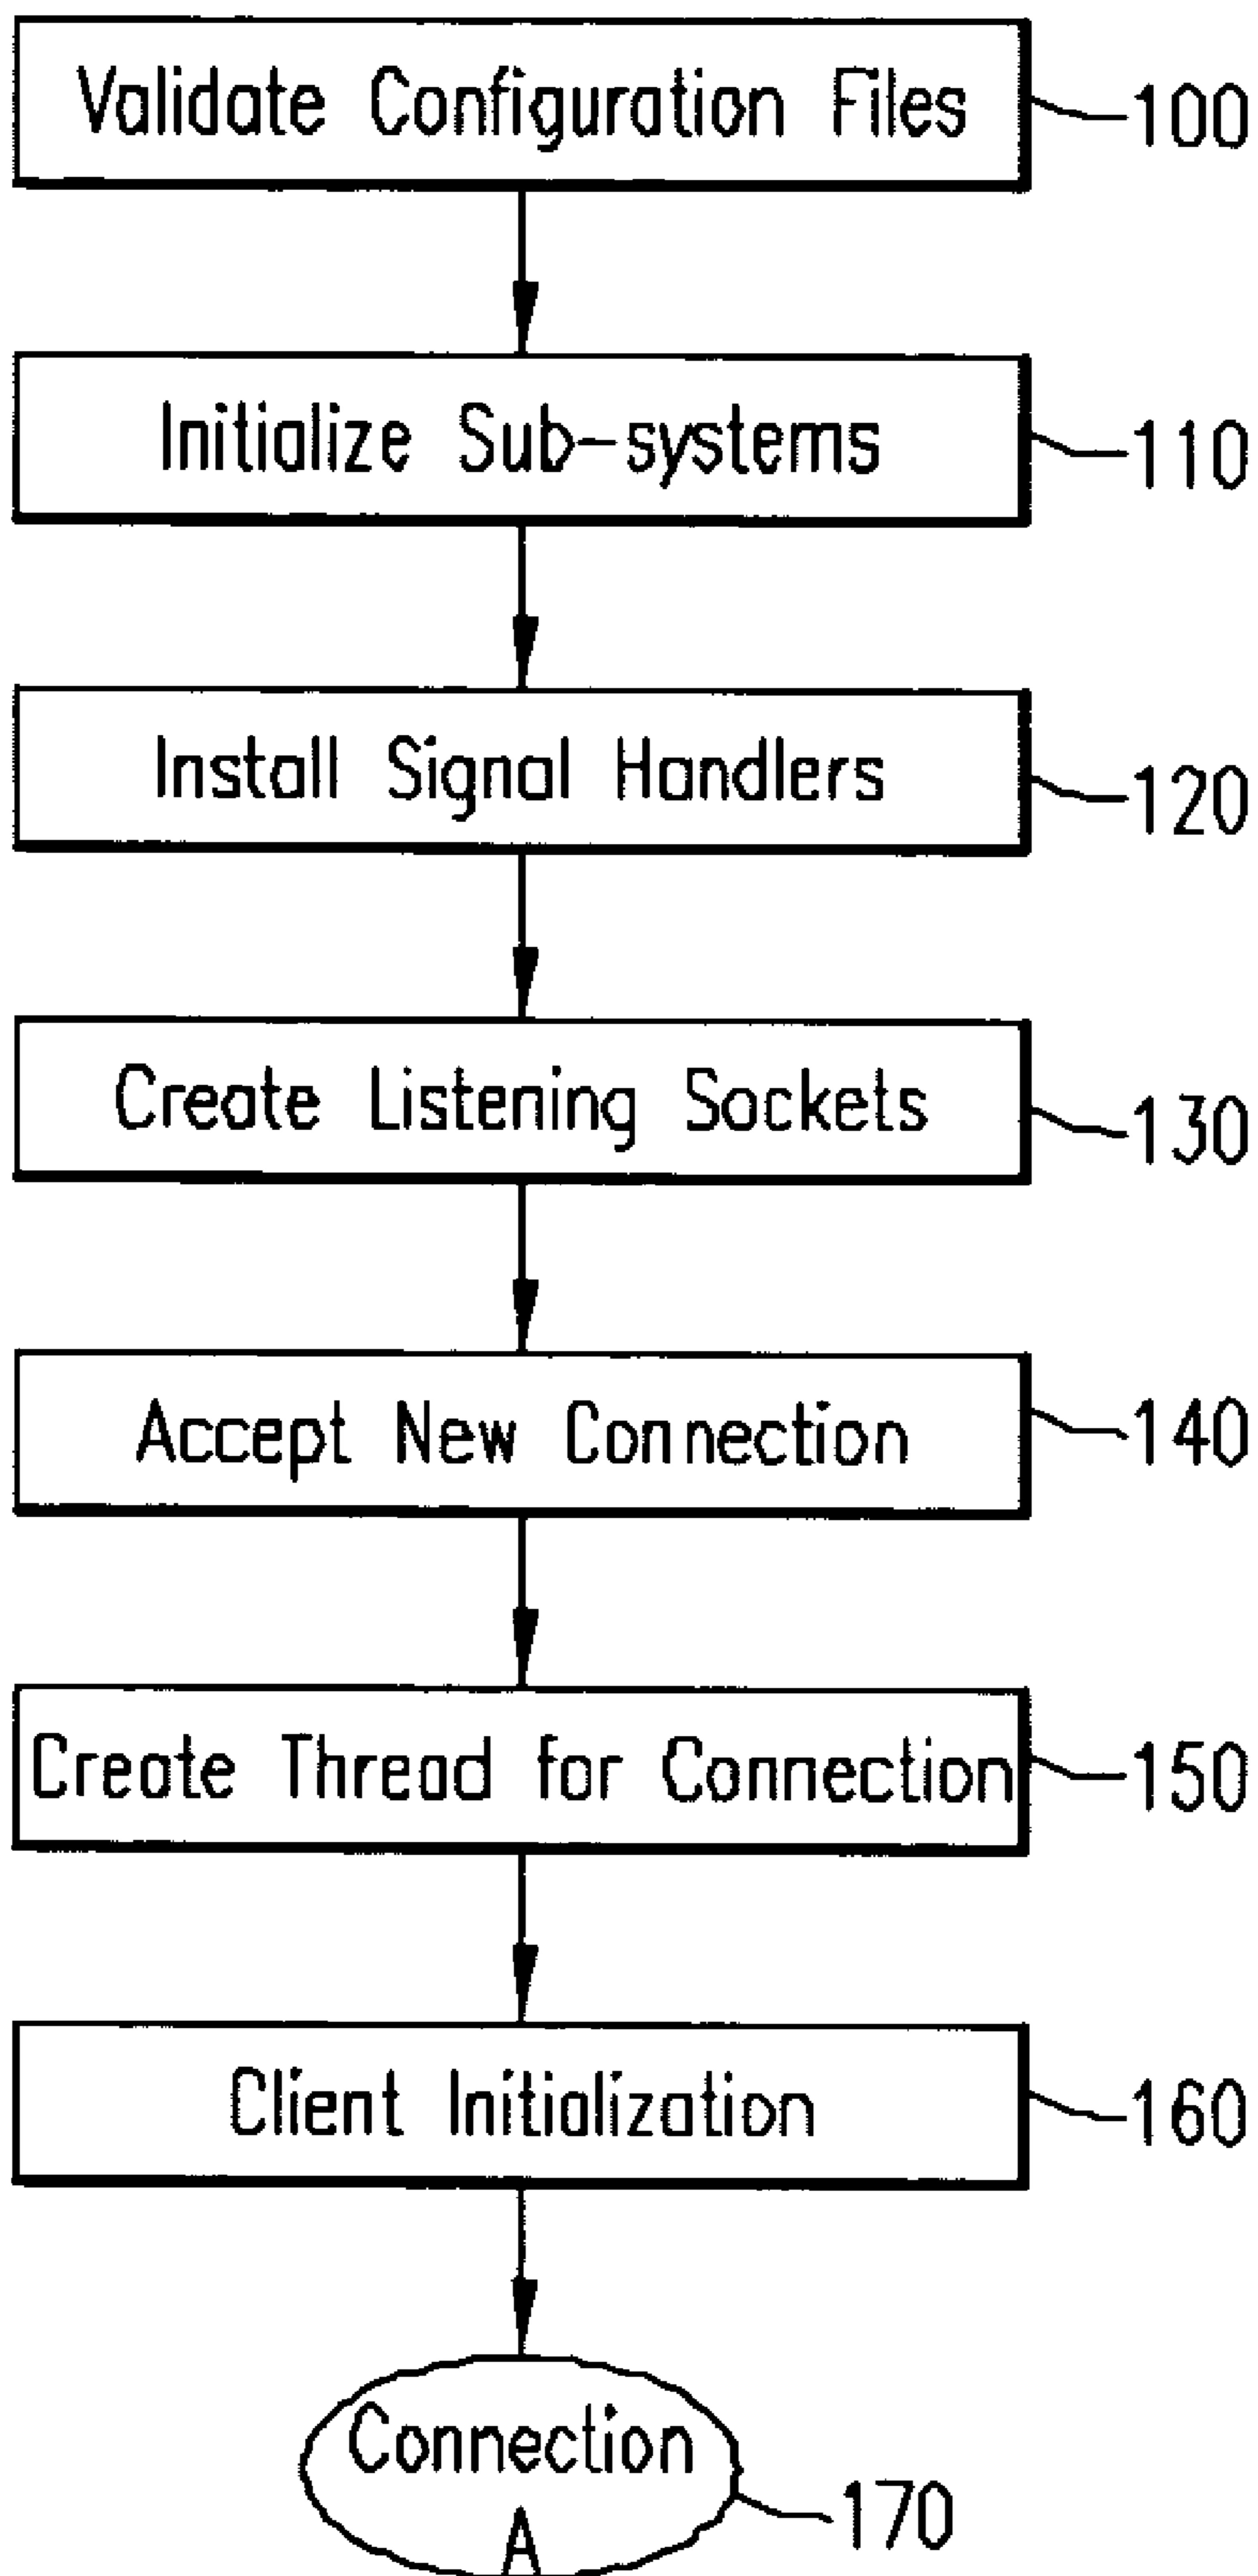 Validate Configuration Files
100
Initialize Sub-systems
110
Install Signal Handlers
120
Create Listening Sockets
130
Accept New Connection
140
Create Thread for Connection
150
Client Initialization
160
Connection
A
170